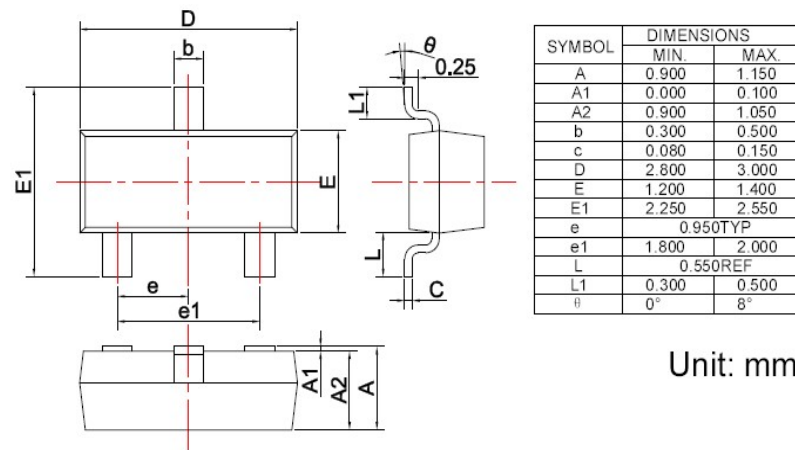 D
b
θ
0.25
L1
E1
E
L
C
e
e1
A1
A2
A
SYMBOL DIMENSIONS
MIN. MAX.
A 0.900 1.150
A1 0.000 0.100
A2 0.900 1.050
b 0.300 0.500
c 0.080 0.150
D 2.800 3.000
E 1.200 1.400
E1 2.250 2.550
e 0.950TYP
e1 1.800 2.000
L 0.550REF
L1 0.300 0.500
θ 0° 8°
Unit: mm